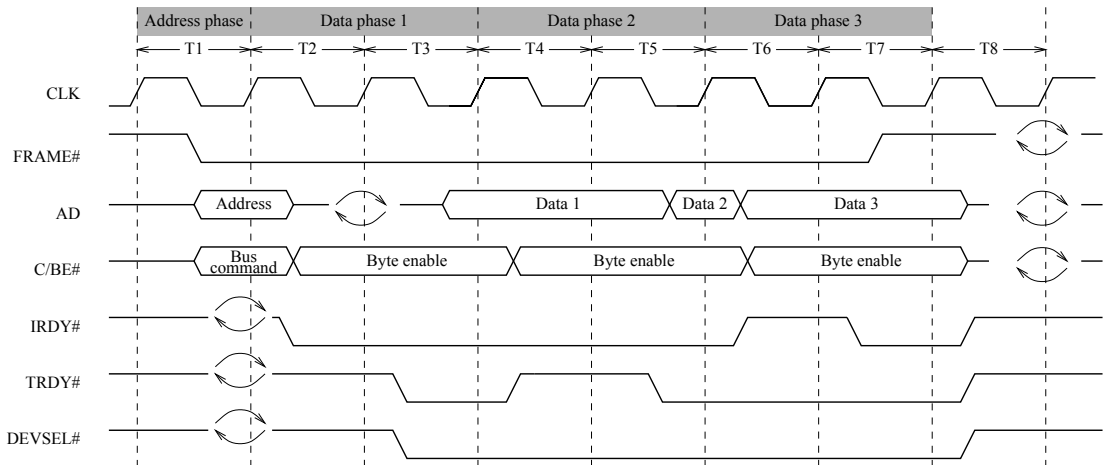 Address phase Data phase 1 Data phase 2 Data phase 3
T1 T2 T3 T4 T5 T6 T7 T8
CLK
FRAME#
AD Address Data 1 Data 2 Data 3
C/BE# Bus command Byte enable Byte enable Byte enable
IRDY#
TRDY#
DEVSEL#